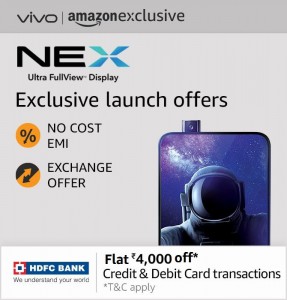 vivo | amazonexclusive
NEX
Ultra FullView™ Display
Exclusive launch offers
% NO COST
EMI
EXCHANGE
OFFER
HDFC BANK
We understand your world
Flat ₹4,000 off*
Credit & Debit Card transactions
*T&C apply